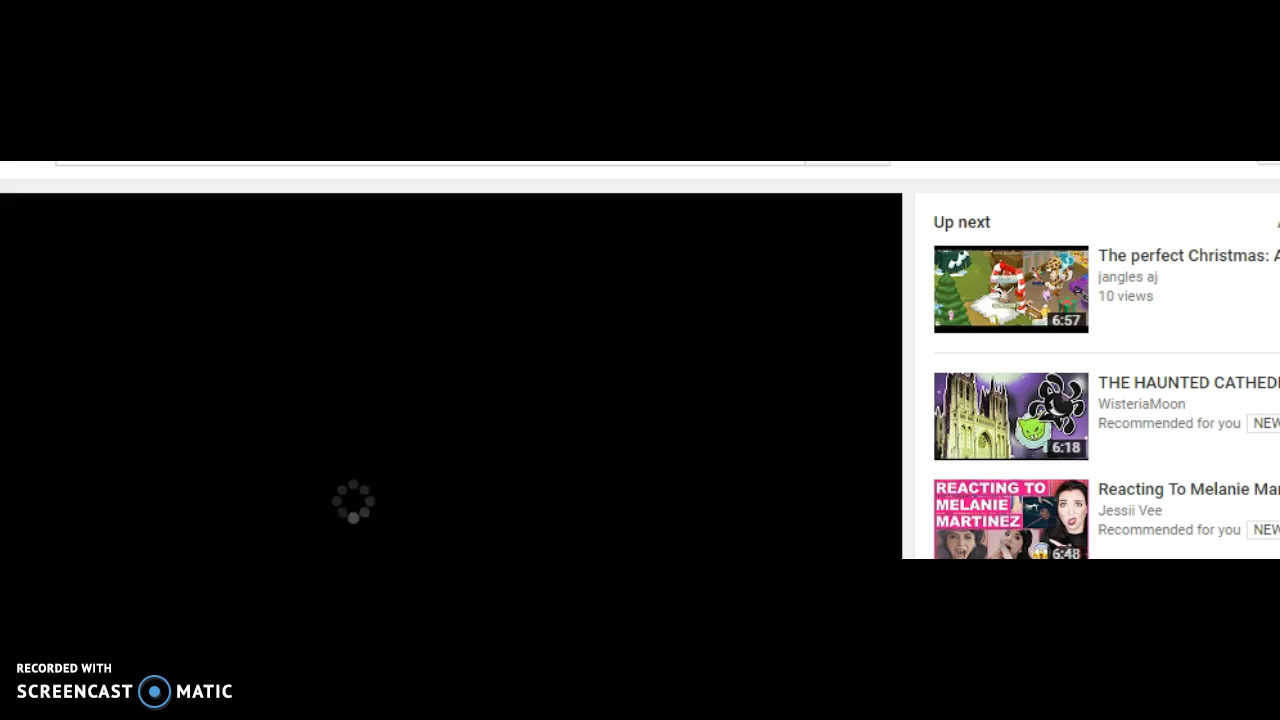 Up next
The perfect Christmas:
jangles aj
10 views
6:57
THE HAUNTED
WisteriaMoon
Recommended for you NEW
6:18
REACTING TO
MELANIE
MARTINEZ
Reacting To Melanie
Jessii Vee
Recommended for you NEW
6:48
RECORDED WITH
SCREENCAST MATIC